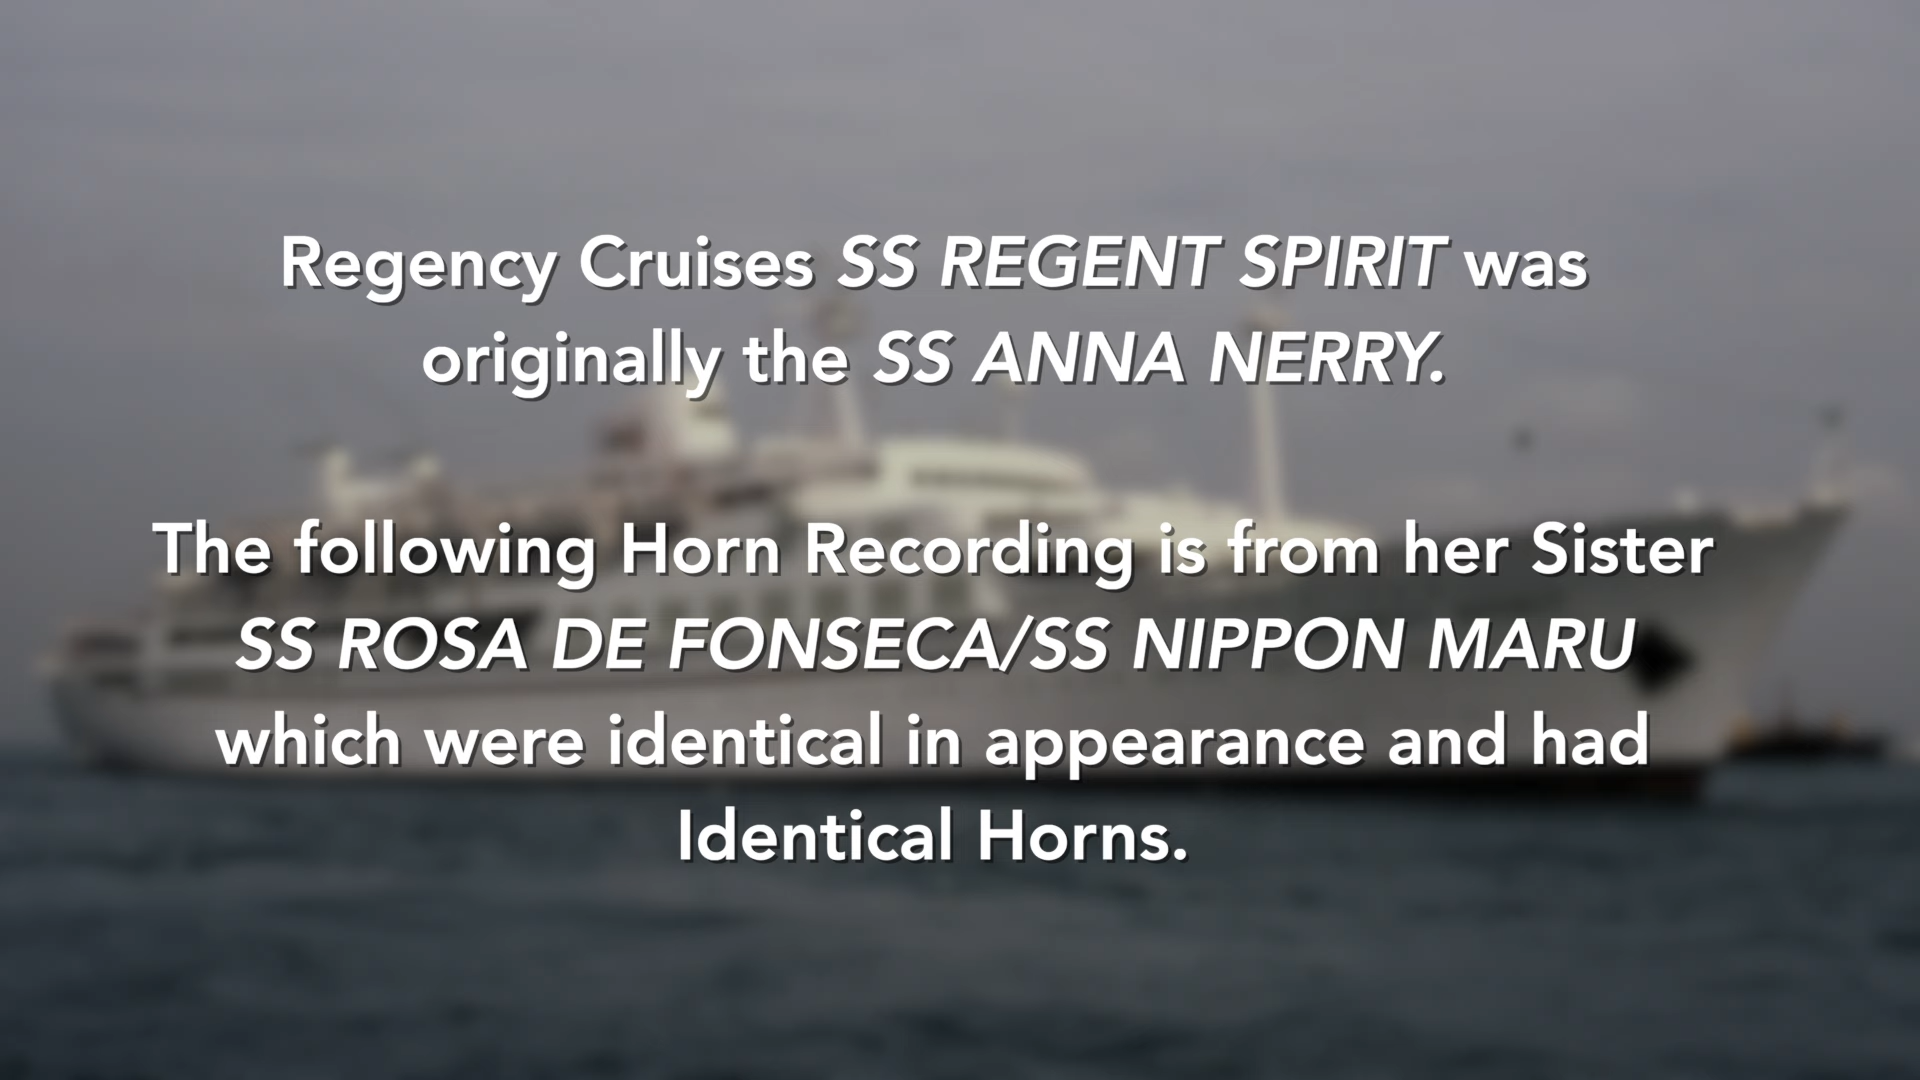 Regency Cruises SS REGENT SPIRIT was
originally the SS ANNA NERRY.
The following Horn Recording is from her Sister
SS ROSA DE FONSECA/SS NIPPON MARU
which were identical in appearance and had
Identical Horns.